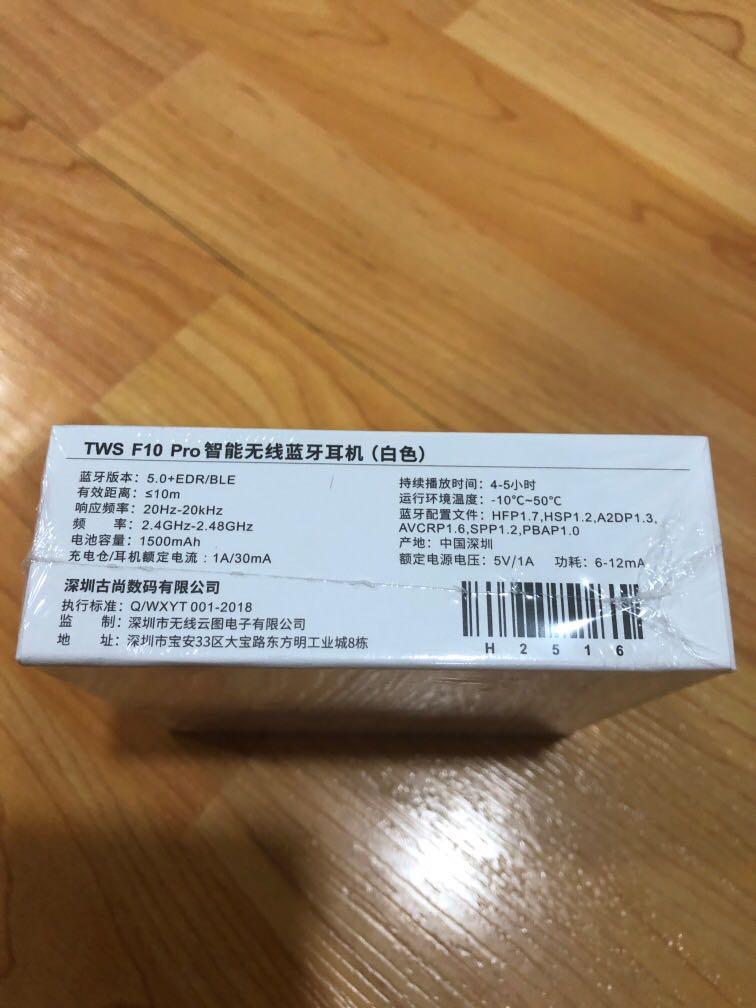 TWS F10 Pro 智能无线蓝牙耳机（白色）
蓝牙版本：5.0+EDR/BLE
有效距离：≤10m
响应频率：20Hz-20kHz
频 率：2.4GHz-2.48GHz
电池容量：1500mAh
充电仓/耳机额定电流：1A/30mA
持续播放时间：4-5小时
运行环境温度：-10℃~50℃
蓝牙配置文件：HFP1.7,HSP1.2,A2DP1.3,
AVCRP1.6,SPP1.2,PBAP1.0
产地：中国深圳
额定电源电压：5V/1A 功耗：6-12mA
深圳古尚数码有限公司
执行标准：Q/WXYT 001-2018
监 制：深圳市无线云图电子有限公司
地 址：深圳市宝安33区大宝路东方明工业城8栋
H2516